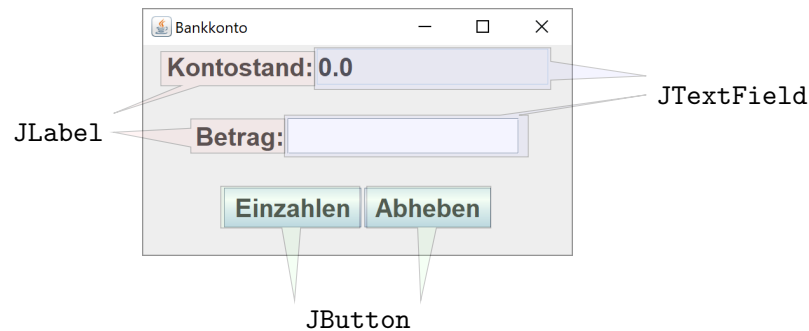 Bankkonto
Kontostand: 0.0
JTextField
JLabel
Betrag:
Einzahlen Abheben
JButton